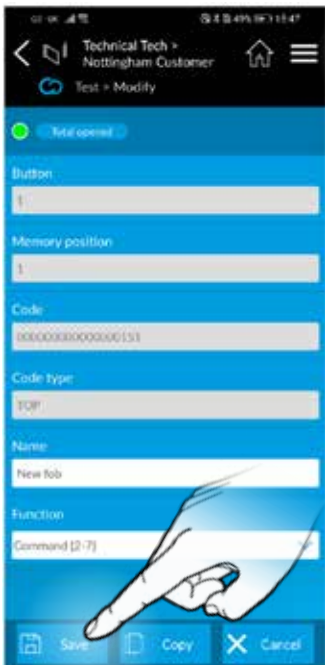 Technical Tech >
Nottingham Customer
Test > Modify
Total opened
Button
1
Memory position
1
Code
Code type
TOP
Name
New fob
Function
Command [2-7]
Save
Copy
Cancel